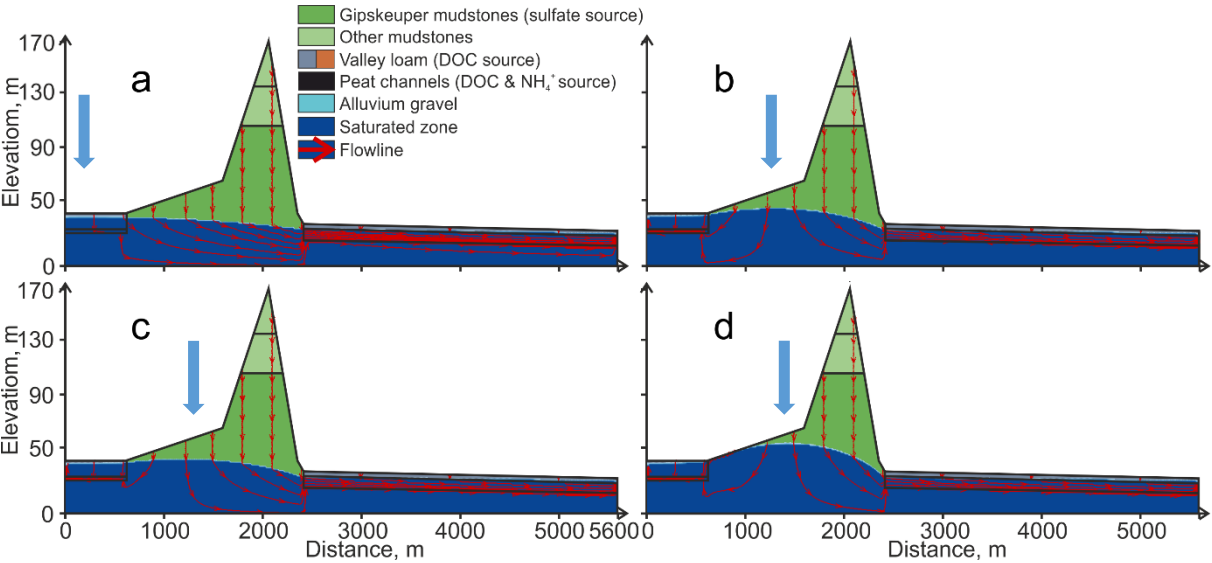 170
130
90
50
0
Elevatiom, m
a
Gipskeuper mudstones (sulfate source)
Other mudstones
Valley loam (DOC source)
Peat channels (DOC & NH₄⁺ source)
Alluvium gravel
Saturated zone
Flowline
b
170
130
90
50
0
Elevatiom, m
c
d
0 1000 2000 3000 4000 5000 5600
Distance, m
0 1000 2000 3000 4000 5000
Distance, m